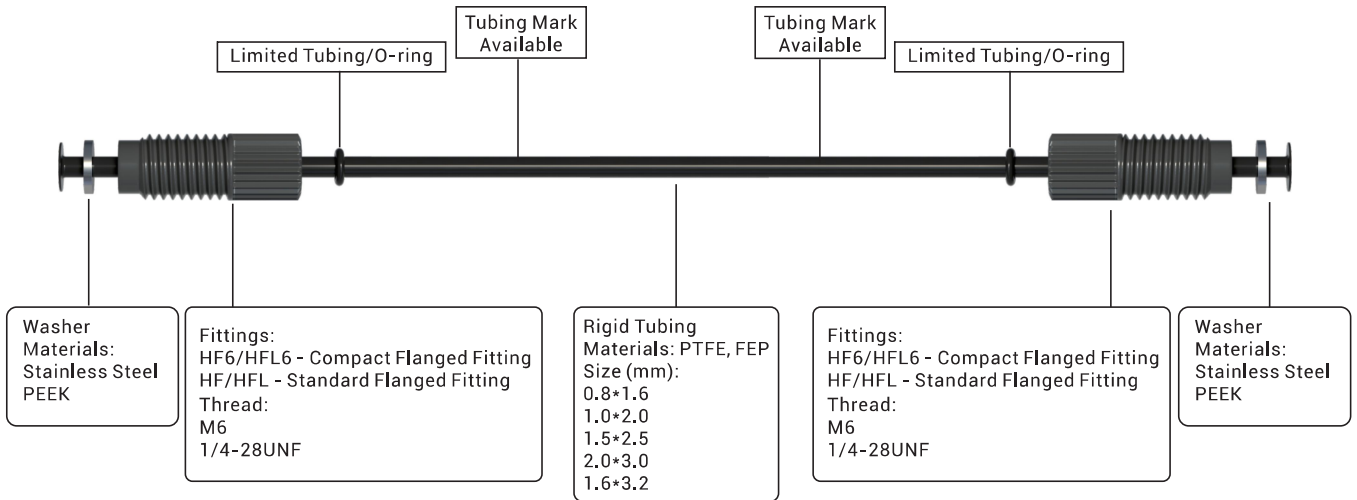 Limited Tubing/O-ring
Tubing Mark
Available
Tubing Mark
Available
Limited Tubing/O-ring
Washer
Materials:
Stainless Steel
PEEK
Fittings:
HF6/HFL6 - Compact Flanged Fitting
HF/HFL - Standard Flanged Fitting
Thread:
M6
1/4-28UNF
Rigid Tubing
Materials: PTFE, FEP
Size (mm):
0.8*1.6
1.0*2.0
1.5*2.5
2.0*3.0
1.6*3.2
Fittings:
HF6/HFL6 - Compact Flanged Fitting
HF/HFL - Standard Flanged Fitting
Thread:
M6
1/4-28UNF
Washer
Materials:
Stainless Steel
PEEK